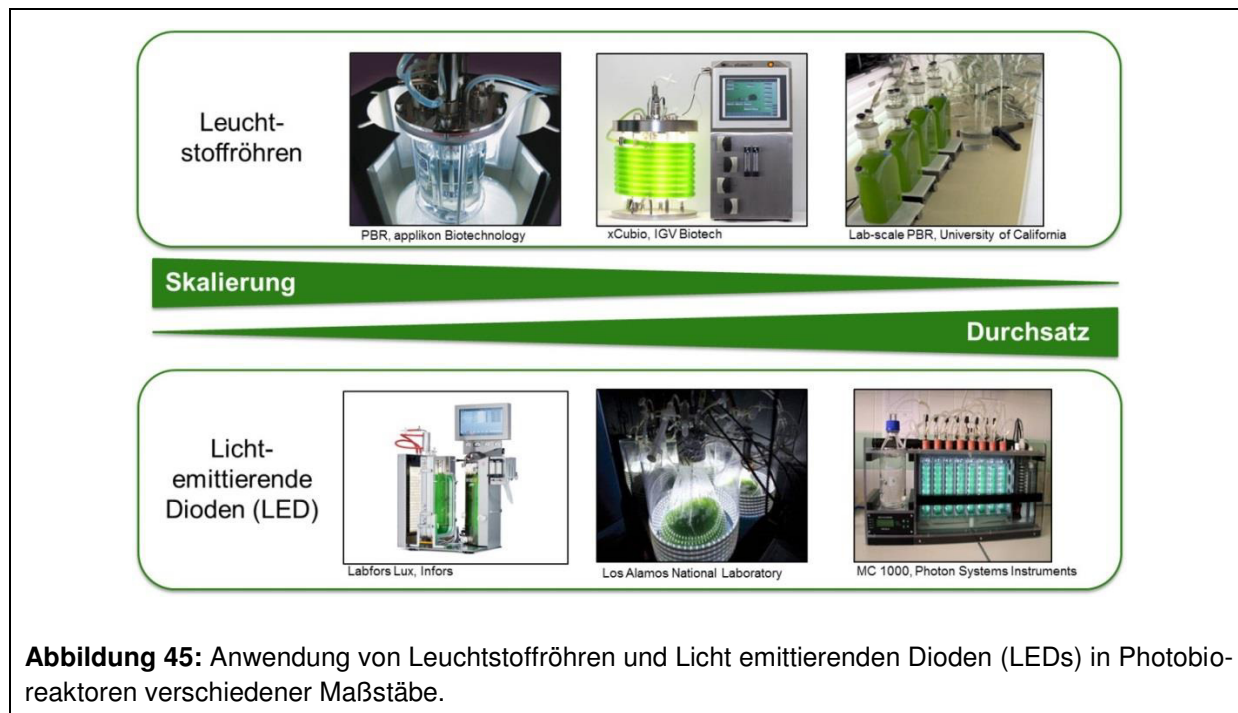 Leucht-
stoffröhren
PBR, applikon Biotechnology
xCubio, IGV Biotech
Lab-scale PBR, University of California
Skalierung
Durchsatz
Licht-
emittierende
Dioden (LED)
Labfors Lux, Infors
Los Alamos National Laboratory
MC 1000, Photon Systems Instruments
Abbildung 45: Anwendung von Leuchtstoffröhren und Licht emittierenden Dioden (LEDs) in Photobio-
reaktoren verschiedener Maßstäbe.